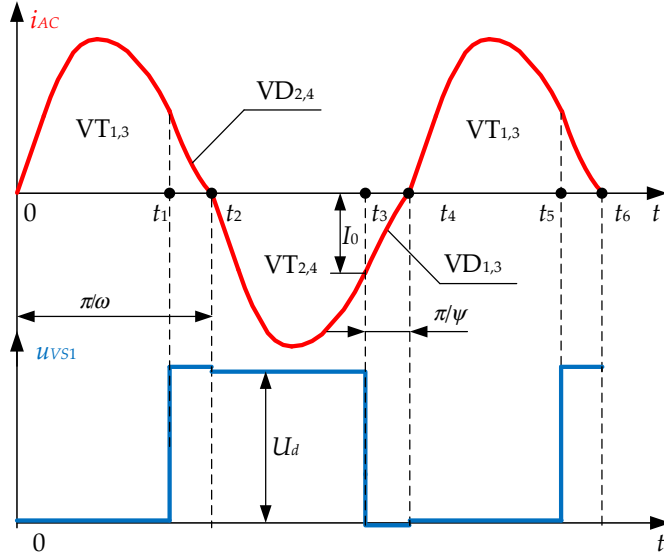 i_AC
VD2,4
VT1,3
VT1,3
0
t1
t2
t3
t4
t5
t6
t
I0
VT2,4
VD1,3
π/ω
π/ψ
uVS1
Ud
0
t